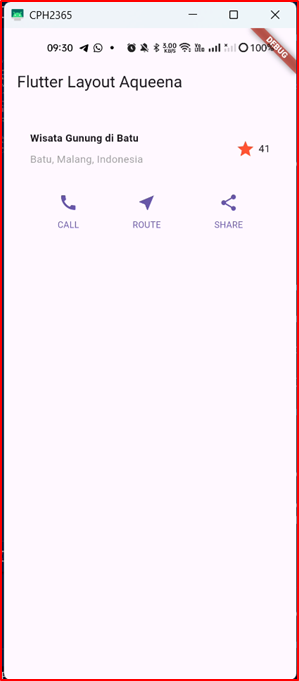 CPH2365
09:30 • 3.00 KB/S 100%
DEBUG
Flutter Layout Aqueena
Wisata Gunung di Batu
Batu, Malang, Indonesia
41
CALL ROUTE SHARE